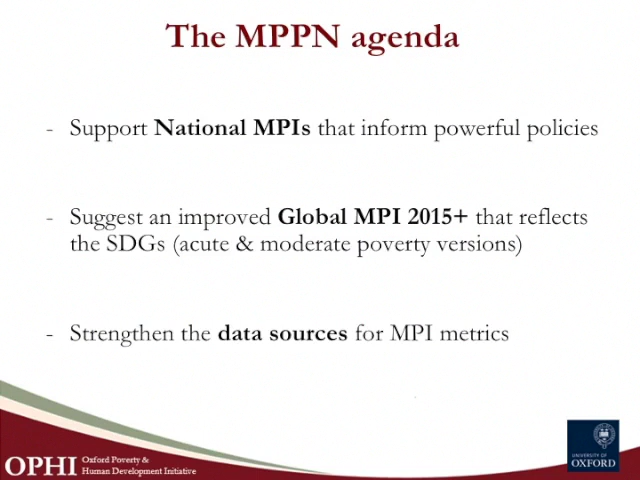 The MPPN agenda
- Support National MPIs that inform powerful policies
- Suggest an improved Global MPI 2015+ that reflects
the SDGs (acute & moderate poverty versions)
- Strengthen the data sources for MPI metrics
OPHI
Oxford Poverty &
Human Development Initiative
UNIVERSITY OF
OXFORD